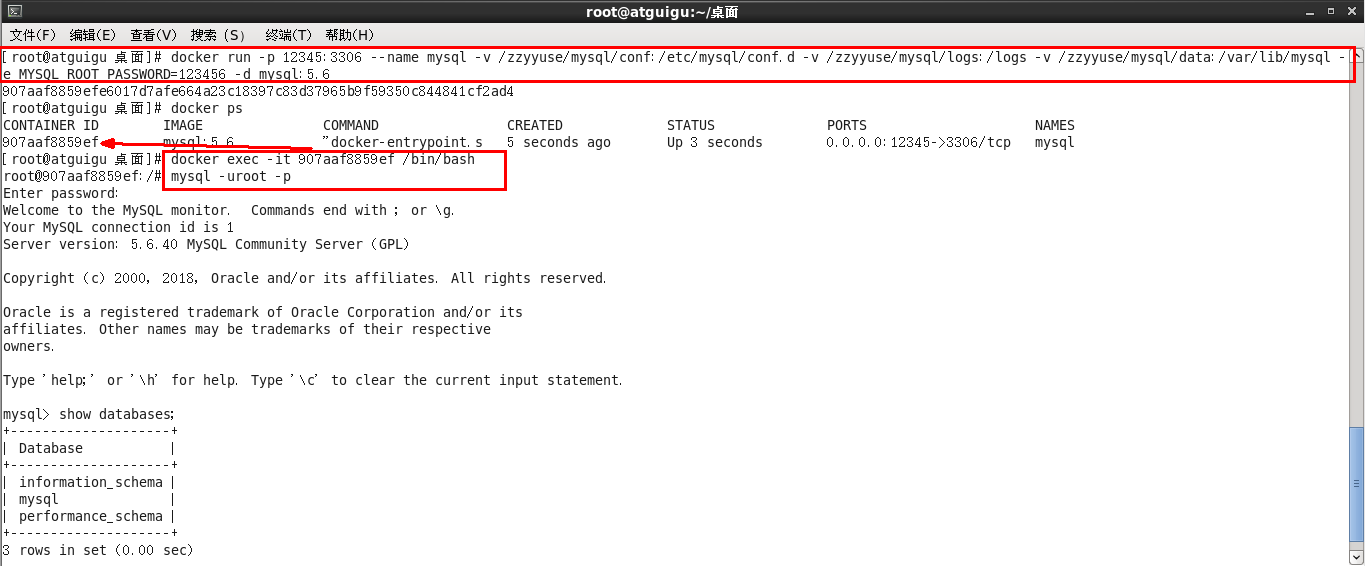 root@atguigu:~/桌面
文件(F) 编辑(E) 查看(V) 搜索 (S) 终端(T) 帮助(H)
[root@atguigu 桌面]# docker run -p 12345:3306 --name mysql -v /zzyyuse/mysql/conf:/etc/mysql/conf.d -v /zzyyuse/mysql/logs:/logs -v /zzyyuse/mysql/data:/var/lib/mysql -
e MYSQL_ROOT_PASSWORD=123456 -d mysql:5.6
907aaf8859efe6017d7afe664a23c18397c83d37965b9f59350c844841cf2ad4
[root@atguigu 桌面]# docker ps
CONTAINER ID IMAGE COMMAND CREATED STATUS PORTS NAMES
907aaf8859ef mysql:5.6 "docker-entrypoint.s 5 seconds ago Up 3 seconds 0.0.0.0:12345->3306/tcp mysql
[root@atguigu 桌面]# docker exec -it 907aaf8859ef /bin/bash
root@907aaf8859ef:/# mysql -uroot -p
Enter password:
Welcome to the MySQL monitor. Commands end with ; or \g.
Your MySQL connection id is 1
Server version: 5.6.40 MySQL Community Server (GPL)
Copyright (c) 2000, 2018, Oracle and/or its affiliates. All rights reserved.
Oracle is a registered trademark of Oracle Corporation and/or its
affiliates. Other names may be trademarks of their respective
owners.
Type 'help;' or '\h' for help. Type '\c' to clear the current input statement.
mysql> show databases;
+--------------------+
| Database |
+--------------------+
| information_schema |
| mysql |
| performance_schema |
+--------------------+
3 rows in set (0.00 sec)